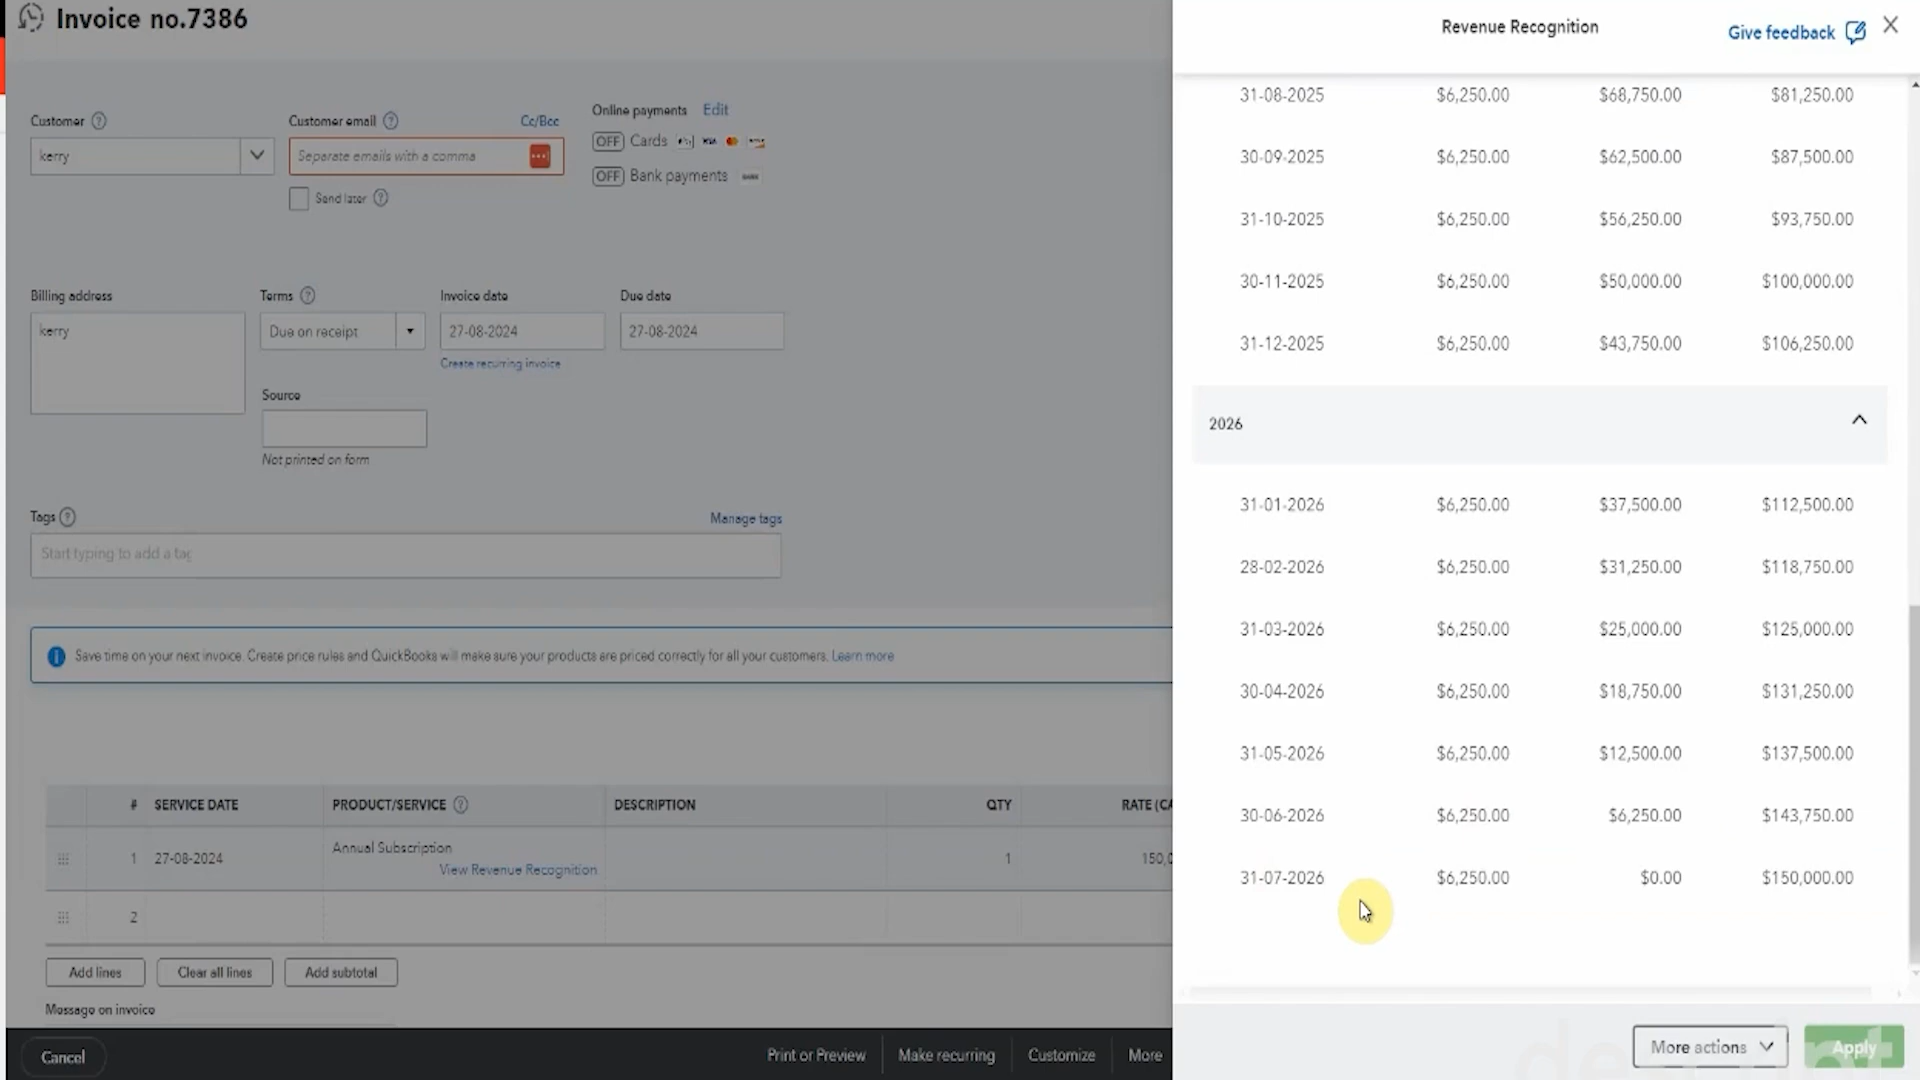 Invoice no.7386
Customer
kerry
Customer email
Cc/Bcc
Separate emails with a comma
Send later
Online payments Edit
OFF Cards
OFF Bank payments
Billing address
kerry
Terms
Due on receipt
Invoice date
27-08-2024
Create recurring invoice
Due date
27-08-2024
Source
Not printed on form
Tags
Manage tags
Start typing to add a tag
Save time on your next invoice. Create price rules and QuickBooks will make sure your products are priced correctly for all your customers. Learn more
# SERVICE DATE PRODUCT/SERVICE DESCRIPTION QTY RATE (CA
1 27-08-2024 Annual Subscription 1 150,0
View Revenue Recognition
2
Add lines Clear all lines Add subtotal
Message on invoice
Cancel Print or Preview Make recurring Customize More
Revenue Recognition
Give feedback
31-08-2025 $6,250.00 $68,750.00 $81,250.00
30-09-2025 $6,250.00 $62,500.00 $87,500.00
31-10-2025 $6,250.00 $56,250.00 $93,750.00
30-11-2025 $6,250.00 $50,000.00 $100,000.00
31-12-2025 $6,250.00 $43,750.00 $106,250.00
2026
31-01-2026 $6,250.00 $37,500.00 $112,500.00
28-02-2026 $6,250.00 $31,250.00 $118,750.00
31-03-2026 $6,250.00 $25,000.00 $125,000.00
30-04-2026 $6,250.00 $18,750.00 $131,250.00
31-05-2026 $6,250.00 $12,500.00 $137,500.00
30-06-2026 $6,250.00 $6,250.00 $143,750.00
31-07-2026 $6,250.00 $0.00 $150,000.00
More actions Apply